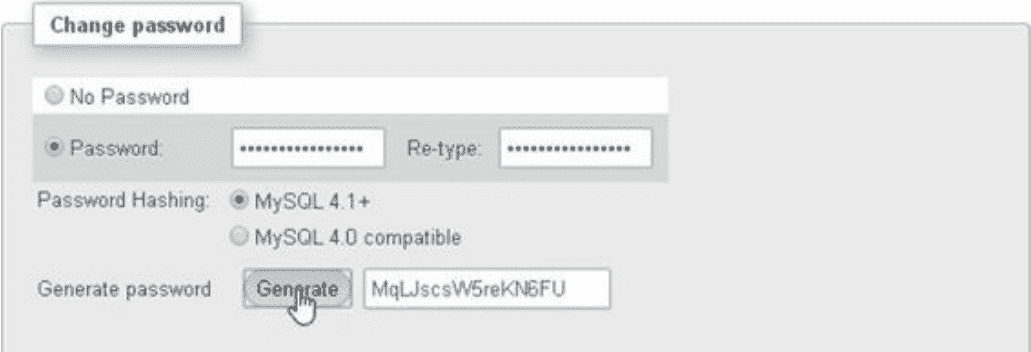 Change password
No Password
Password: •••••••••••••••• Re-type: ••••••••••••••••
Password Hashing: MySQL 4.1+
MySQL 4.0 compatible
Generate password Generate MqLJscsW5reKN6FU